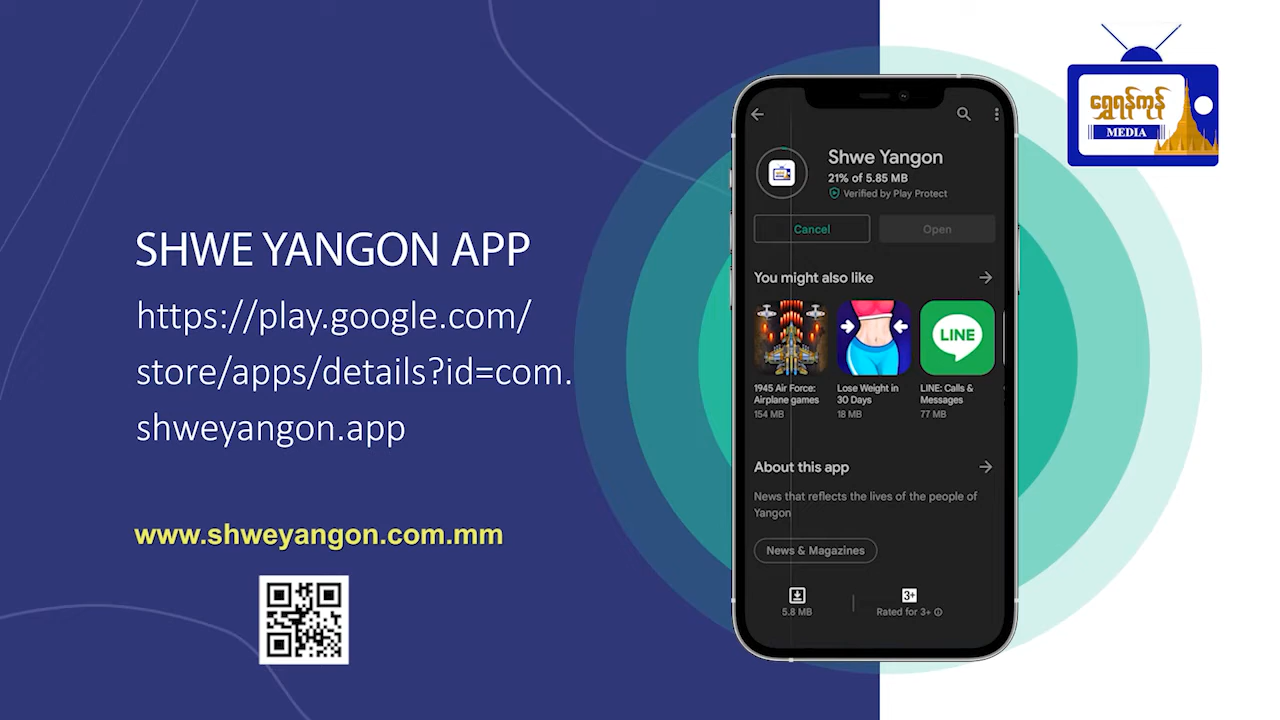 SHWE YANGON APP
https://play.google.com/
store/apps/details?id=com.
shweyangon.app
www.shweyangon.com.mm
Shwe Yangon
21% of 5.85 MB
Verified by Play Protect
Cancel
Open
You might also like
LINE
1945 Air Force:
Airplane games
154 MB
Lose Weight in
30 Days
18 MB
LINE: Calls &
Messages
77 MB
About this app
News that reflects the lives of the people of
Yangon
News & Magazines
5.8 MB
3+
Rated for 3+
ရွှေရန်ကုန်
MEDIA